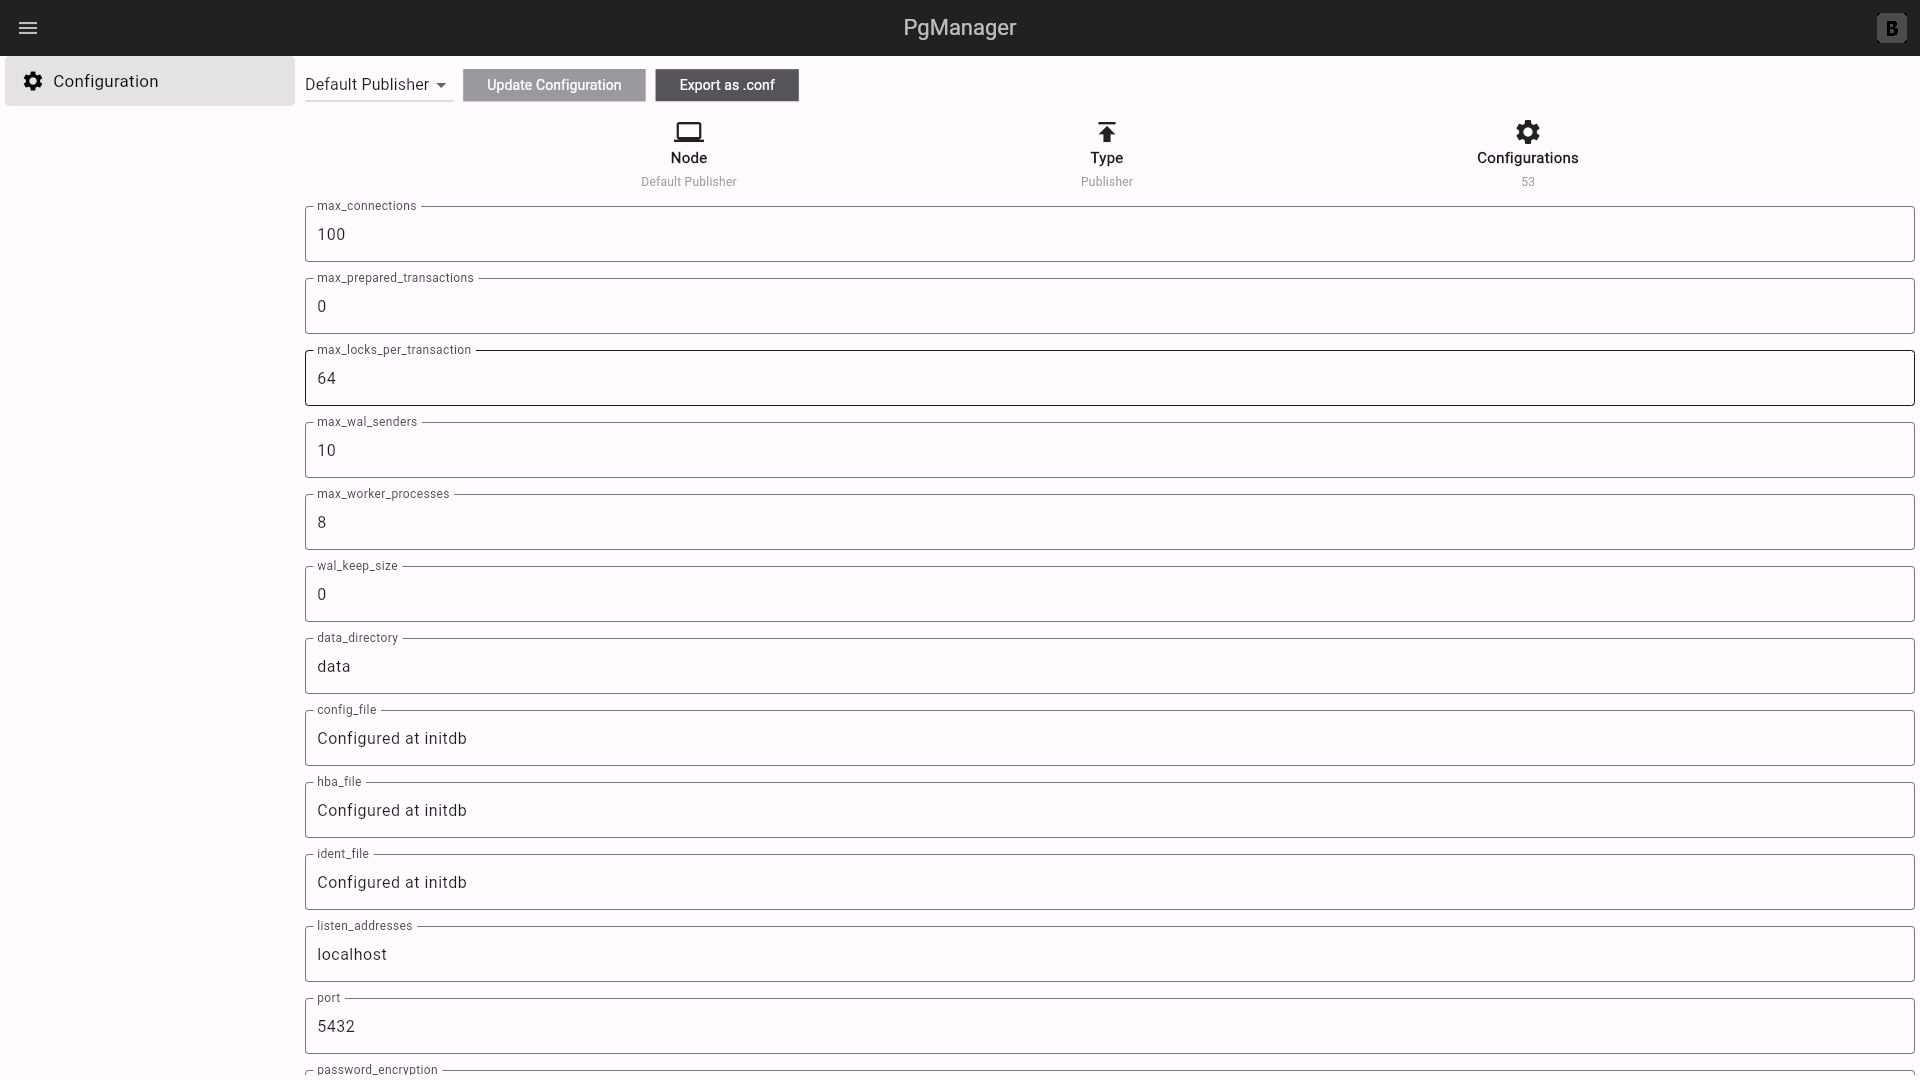 PgManager
B
Configuration
Default Publisher
Update Configuration
Export as .conf
Node
Default Publisher
Type
Publisher
Configurations
53
max_connections
100
max_prepared_transactions
0
max_locks_per_transaction
64
max_wal_senders
10
max_worker_processes
8
wal_keep_size
0
data_directory
data
config_file
Configured at initdb
hba_file
Configured at initdb
ident_file
Configured at initdb
listen_addresses
localhost
port
5432
password_encryption